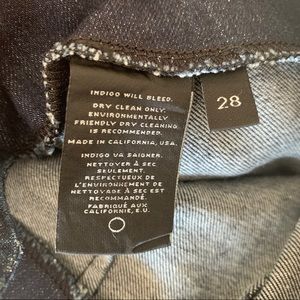 INDIGO WILL BLEED.
DRY CLEAN ONLY.
ENVIRONMENTALLY
FRIENDLY DRY CLEANING
IS RECOMMENDED.
MADE IN CALIFORNIA, USA.
INDIGO VA SAIGNER.
NETTOYER À SEC
SEULEMENT.
RESPECTUEUX DE
L'ENVIRONNEMENT DE
NETTOYAGE À SEC EST
RECOMMANDÉ.
FABRIQUÉ AUX
CALIFORNIE, É.U.
28